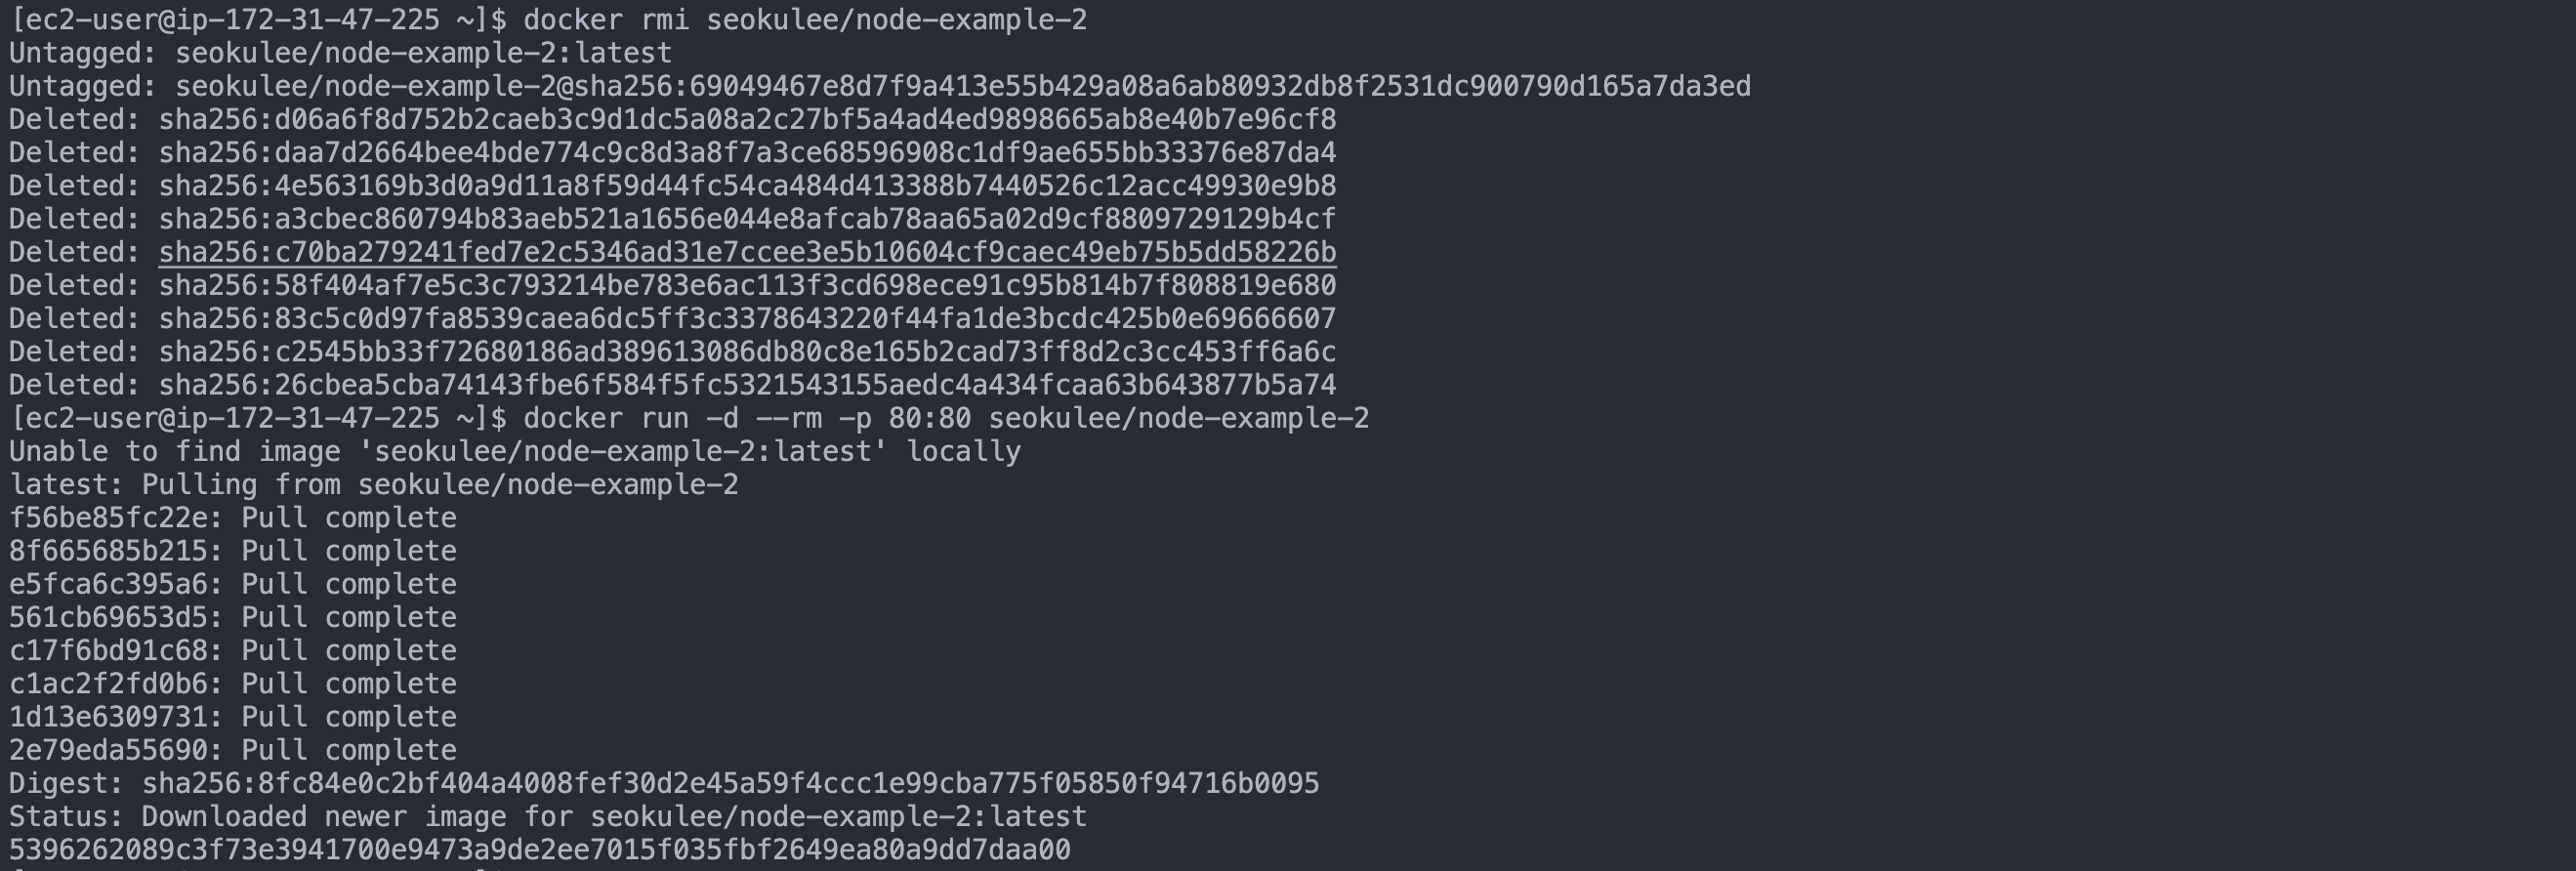 [ec2-user@ip-172-31-47-225 ~]$ docker rmi seokulee/node-example-2
Untagged: seokulee/node-example-2:latest
Untagged: seokulee/node-example-2@sha256:69049467e8d7f9a413e55b429a08a6ab80932db8f2531dc900790d165a7da3ed
Deleted: sha256:d06a6f8d752b2caeb3c9d1dc5a08a2c27bf5a4ad4ed9898665ab8e40b7e96cf8
Deleted: sha256:daa7d2664bee4bde774c9c8d3a8f7a3ce68596908c1df9ae655bb33376e87da4
Deleted: sha256:4e563169b3d0a9d11a8f59d44fc54ca484d413388b7440526c12acc49930e9b8
Deleted: sha256:a3cbec860794b83aeb521a1656e044e8afcab78aa65a02d9cf8809729129b4cf
Deleted: sha256:c70ba279241fed7e2c5346ad31e7ccee3e5b10604cf9caec49eb75b5dd58226b
Deleted: sha256:58f404af7e5c3c793214be783e6ac113f3cd698ece91c95b814b7f808819e680
Deleted: sha256:83c5c0d97fa8539caea6dc5ff3c3378643220f44fa1de3bcdc425b0e69666607
Deleted: sha256:c2545bb33f72680186ad389613086db80c8e165b2cad73ff8d2c3cc453ff6a6c
Deleted: sha256:26cbea5cba74143fbe6f584f5fc5321543155aedc4a434fcaa63b643877b5a74
[ec2-user@ip-172-31-47-225 ~]$ docker run -d --rm -p 80:80 seokulee/node-example-2
Unable to find image 'seokulee/node-example-2:latest' locally
latest: Pulling from seokulee/node-example-2
f56be85fc22e: Pull complete
8f665685b215: Pull complete
e5fca6c395a6: Pull complete
561cb69653d5: Pull complete
c17f6bd91c68: Pull complete
c1ac2f2fd0b6: Pull complete
1d13e6309731: Pull complete
2e79eda55690: Pull complete
Digest: sha256:8fc84e0c2bf404a4008fef30d2e45a59f4ccc1e99cba775f05850f94716b0095
Status: Downloaded newer image for seokulee/node-example-2:latest
5396262089c3f73e3941700e9473a9de2ee7015f035fbf2649ea80a9dd7daa00